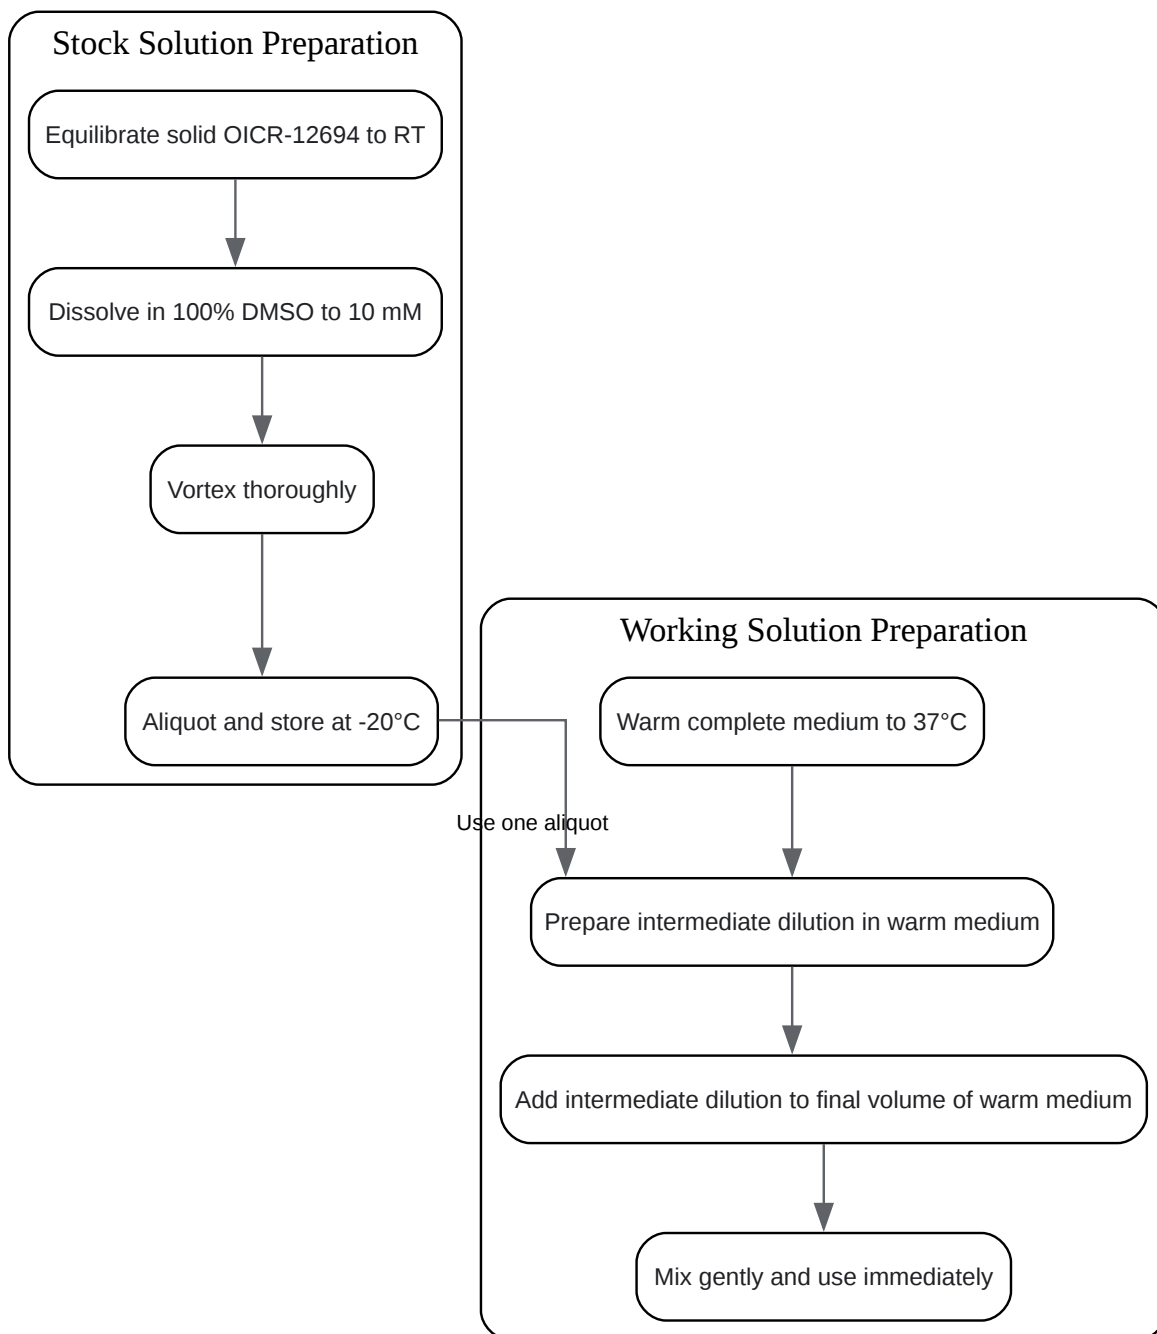 Stock Solution Preparation
Equilibrate solid OICR-12694 to RT
Dissolve in 100% DMSO to 10 mM
Vortex thoroughly
Aliquot and store at -20°C
Use one aliquot
Working Solution Preparation
Warm complete medium to 37°C
Prepare intermediate dilution in warm medium
Add intermediate dilution to final volume of warm medium
Mix gently and use immediately